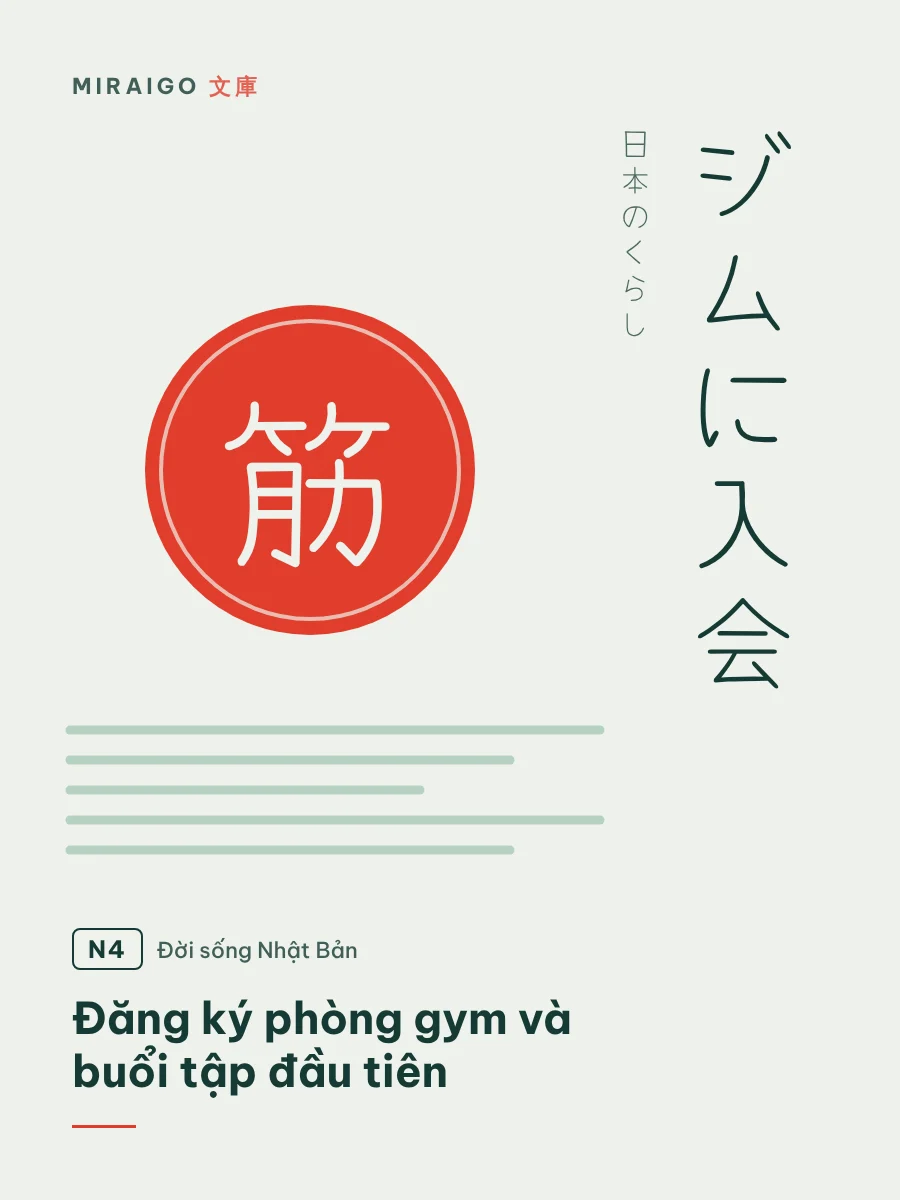 MIRAIGO 文庫
ジムに入会
日本のくらし
筋
N4 Đời sống Nhật Bản
Đăng ký phòng gym và
buổi tập đầu tiên